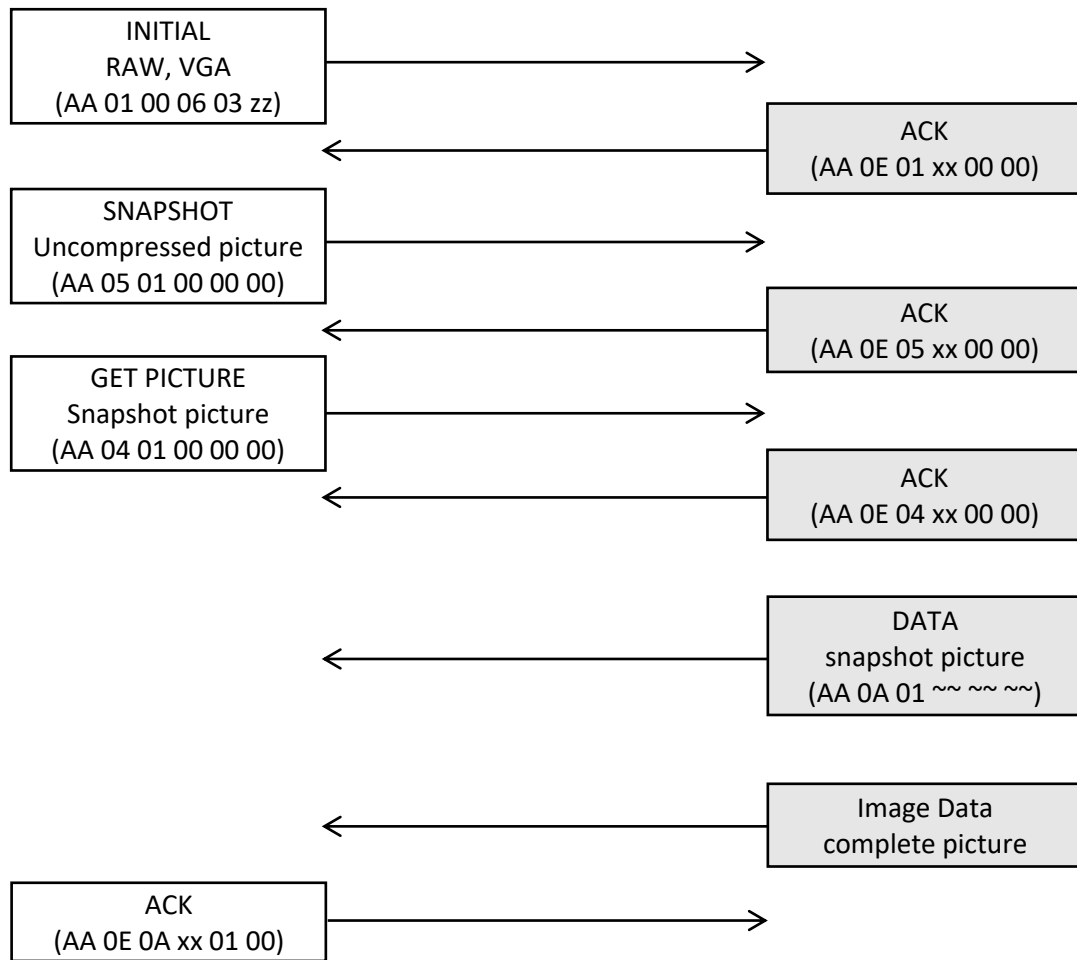 INITIAL
RAW, VGA
(AA 01 00 06 03 zz)
ACK
(AA 0E 01 xx 00 00)
SNAPSHOT
Uncompressed picture
(AA 05 01 00 00 00)
ACK
(AA 0E 05 xx 00 00)
GET PICTURE
Snapshot picture
(AA 04 01 00 00 00)
ACK
(AA 0E 04 xx 00 00)
DATA
snapshot picture
(AA 0A 01 ~~ ~~ ~~)
Image Data
complete picture
ACK
(AA 0E 0A xx 01 00)